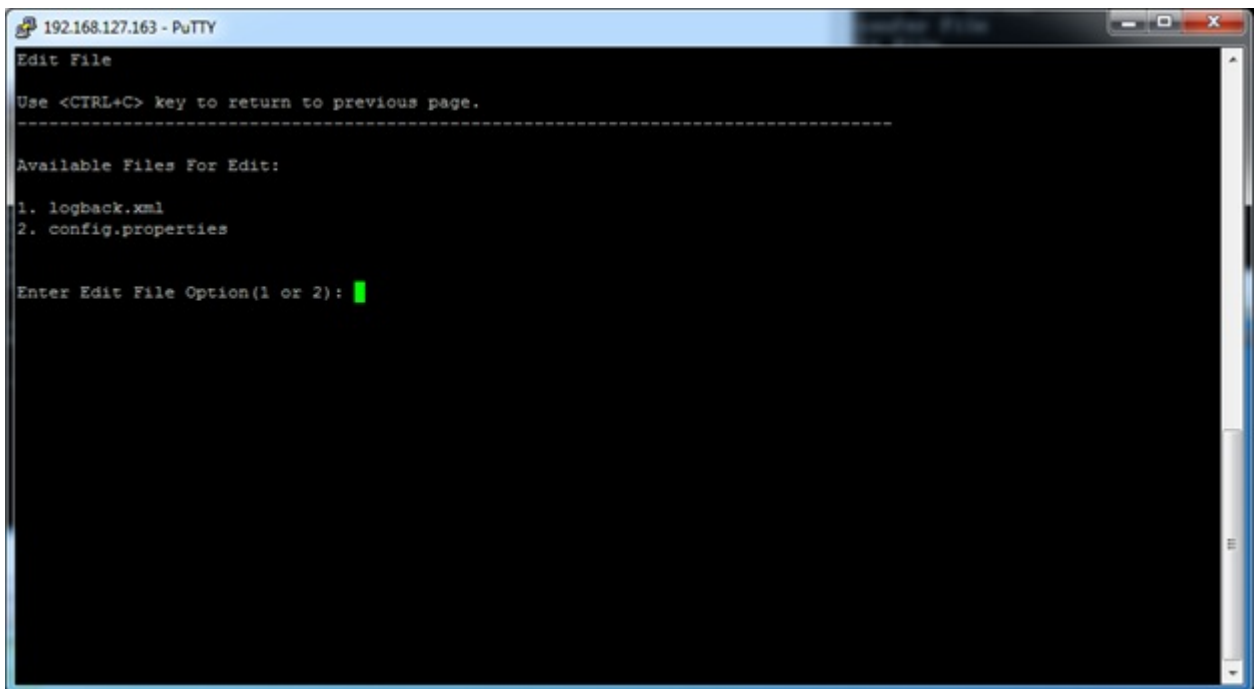 192.168.127.163 - PuTTY
Edit File
Use <CTRL+C> key to return to previous page.
-----------------------------------------------------------------------------------
Available Files For Edit:
1. logback.xml
2. config.properties
Enter Edit File Option(1 or 2):